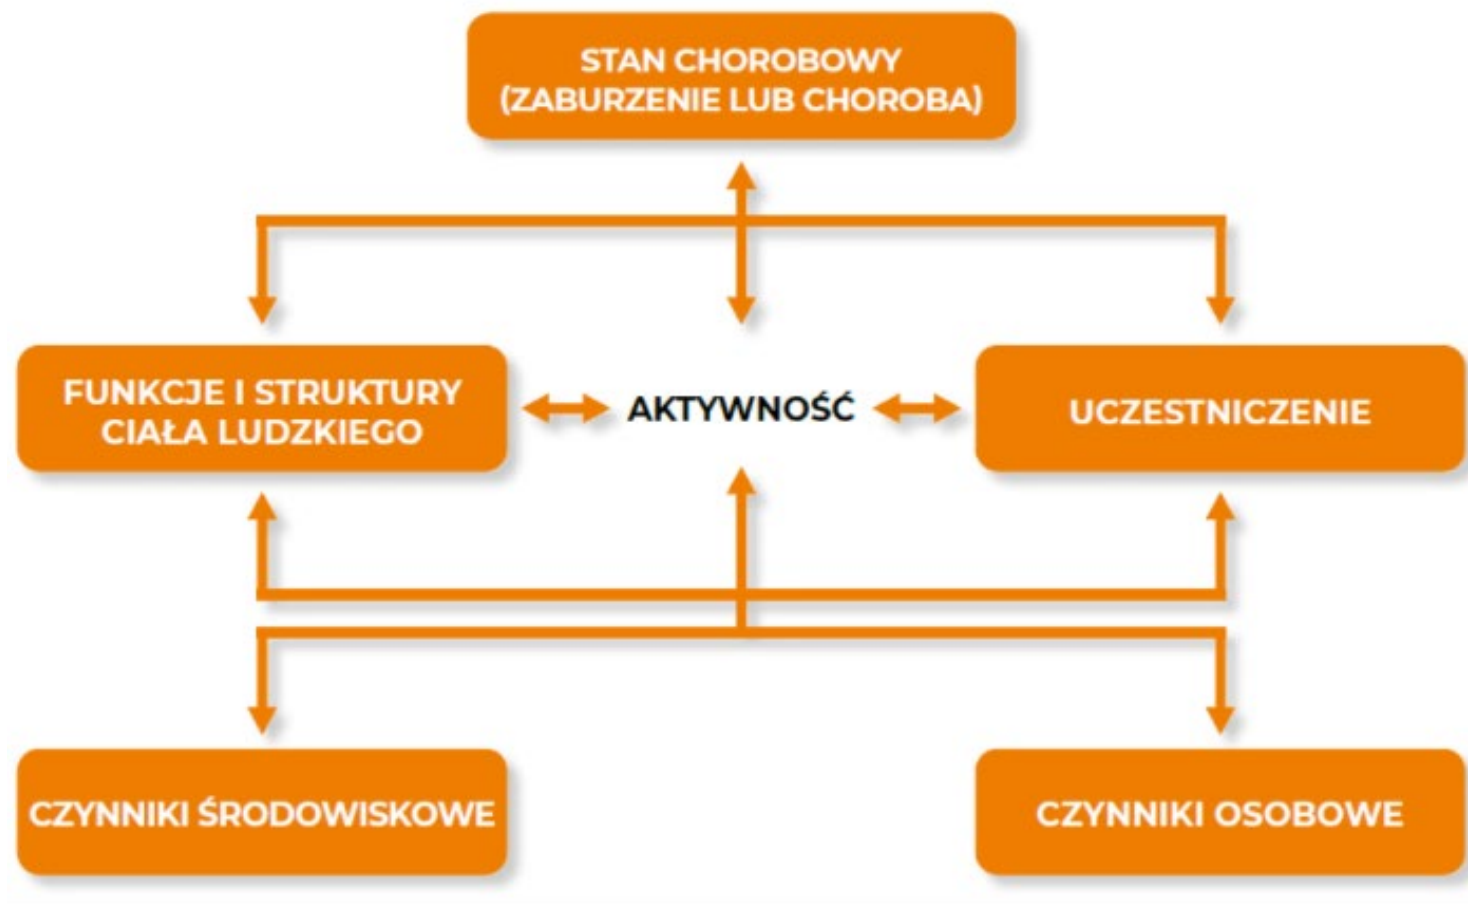 STAN CHOROBOWY
(ZABURZENIE LUB CHOROBA)
FUNKCJE I STRUKTURY
CIAŁA LUDZKIEGO
AKTYWNOŚĆ
UCZESTNICZENIE
CZYNNIKI ŚRODOWISKOWE
CZYNNIKI OSOBOWE